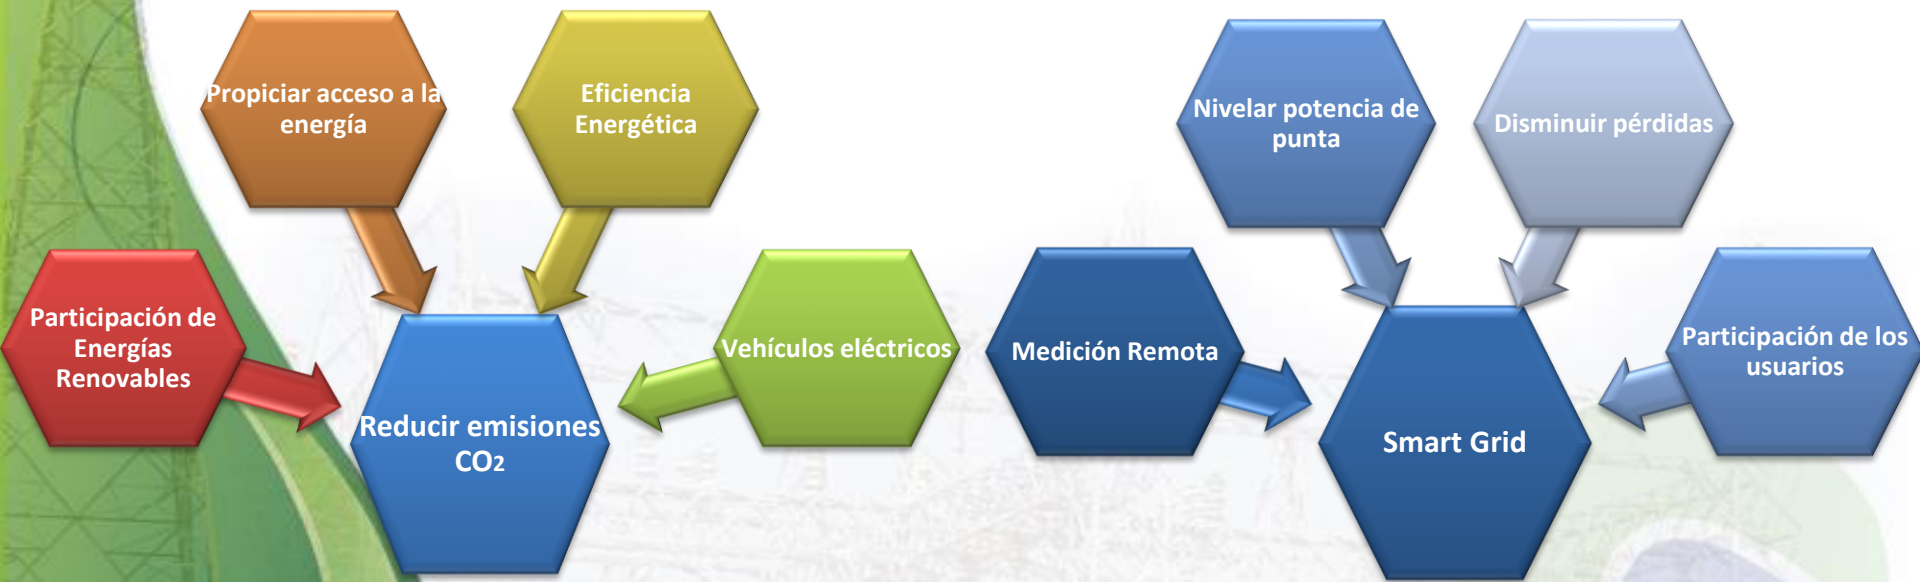 Propiciar acceso a la
energía
Eficiencia
Energética
Participación de
Energías
Renovables
Vehículos eléctricos
Reducir emisiones
CO2
Nivelar potencia de
punta
Disminuir pérdidas
Medición Remota
Participación de los
usuarios
Smart Grid